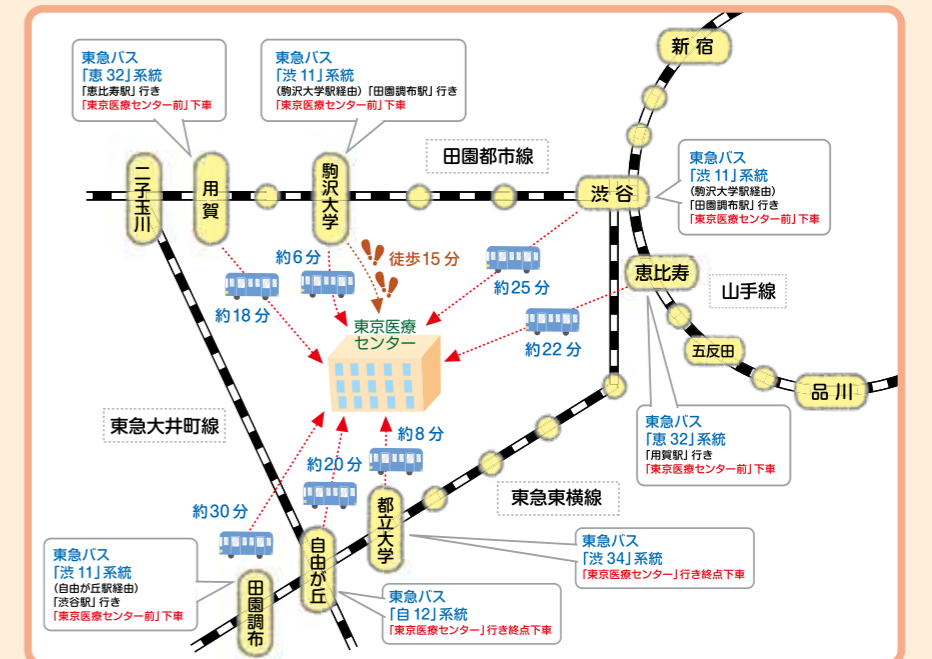 東急バス
「恵32」系統
「恵比寿駅」行き
「東京医療センター前」下車
東急バス
「渋11」系統
(駒沢大学駅経由)「田園調布駅」行き
「東京医療センター前」下車
新宿
田園都市線
東急バス
「渋11」系統
(駒沢大学駅経由)
「田園調布駅」行き
「東京医療センター前」下車
二子玉川
用賀
駒沢大学
渋谷
約6分
徒歩15分
約25分
恵比寿
山手線
約18分
東京医療
センター
約22分
五反田
品川
東急大井町線
約8分
東急バス
「恵32」系統
「用賀駅」行き
「東京医療センター前」下車
約20分
約30分
東急東横線
都立大学
自由が丘
田園調布
東急バス
「渋34」系統
「東京医療センター」行き終点下車
東急バス
「渋11」系統
(自由が丘駅経由)
「渋谷駅」行き
「東京医療センター前」下車
東急バス
「自12」系統
「東京医療センター」行き終点下車